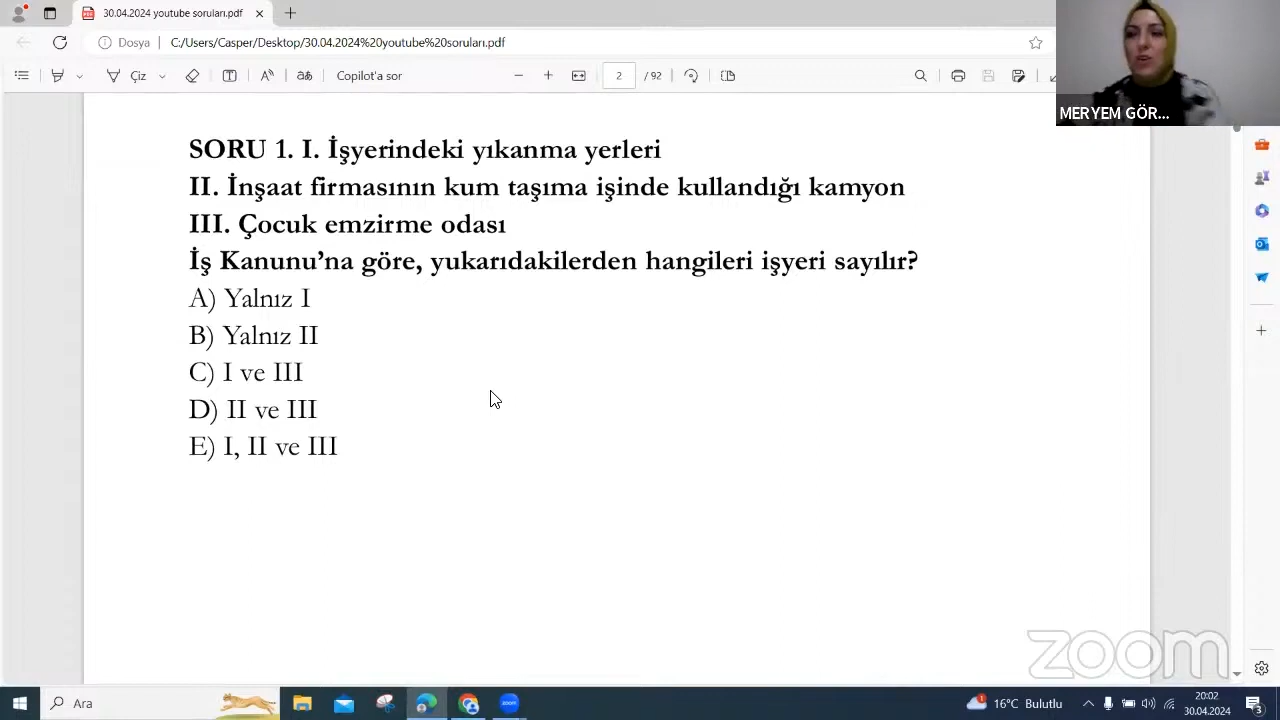 30.04.2024 youtube soruları.pdf
Dosya
C:/Users/Casper/Desktop/30.04.2024%20youtube%20soruları.pdf
Çiz
Copilot'a sor
2 / 92
MERYEM GÖR...
SORU 1. I. İşyerindeki yıkanma yerleri
II. İnşaat firmasının kum taşıma işinde kullandığı kamyon
III. Çocuk emzirme odası
İş Kanunu’na göre, yukarıdakilerden hangileri işyeri sayılır?
A) Yalnız I
B) Yalnız II
C) I ve III
D) II ve III
E) I, II ve III
zoom
Ara
zoom
16°C Bulutlu
20:02
30.04.2024